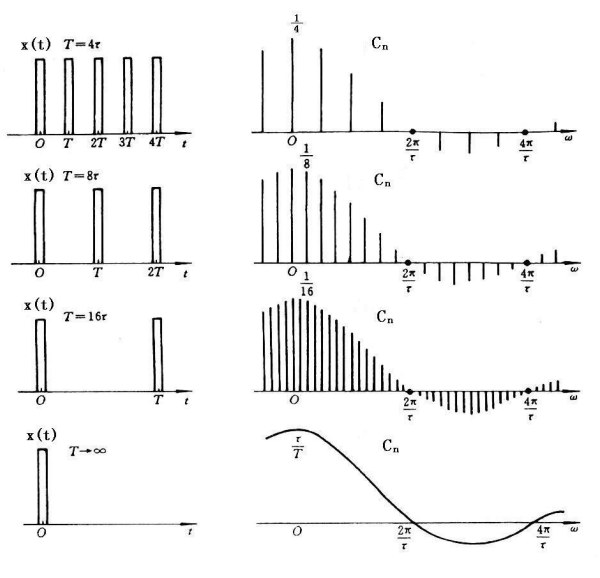 x(t) T=4τ
O T 2T 3T 4T t
1/4
Cn
O 2π/τ 4π/τ ω
x(t) T=8τ
O T 2T t
1/8
Cn
O 2π/τ 4π/τ ω
x(t)
T=16τ
O T t
1/16
Cn
O 2π/τ 4π/τ ω
x(t)
T→∞
O t
τ/T
Cn
O 2π/τ 4π/τ ω